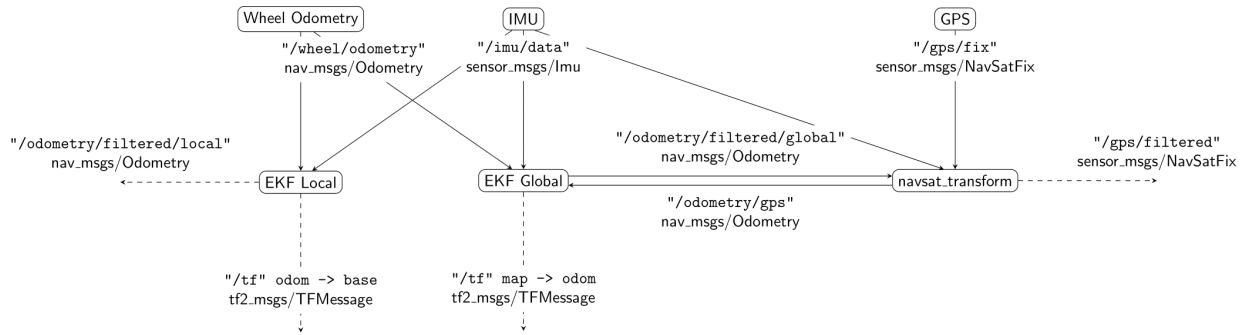 Wheel Odometry
IMU
GPS
"/wheel/odometry"
nav_msgs/Odometry
"/imu/data"
sensor_msgs/Imu
"/gps/fix"
sensor_msgs/NavSatFix
"/odometry/filtered/local"
nav_msgs/Odometry
"/odometry/filtered/global"
nav_msgs/Odometry
"/gps/filtered"
sensor_msgs/NavSatFix
EKF Local
EKF Global
navsat_transform
"/odometry/gps"
nav_msgs/Odometry
"/tf" odom -> base
tf2_msgs/TFMessage
"/tf" map -> odom
tf2_msgs/TFMessage